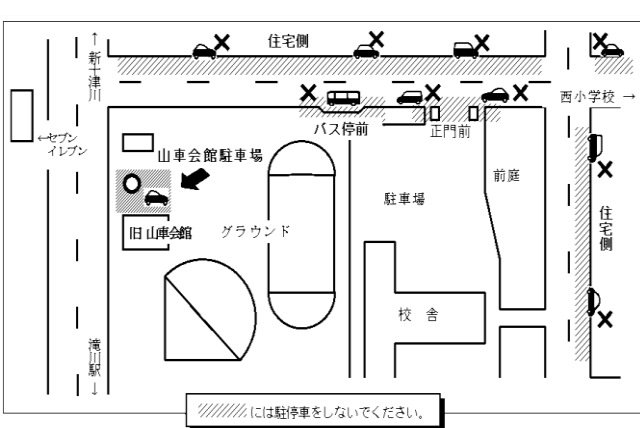 住宅側
↑
新十津川
西小学校 →
←セブン
イレブン
バス停前
正門前
山車会館駐車場
前庭
駐車場
住宅側
旧山車会館
グラウンド
校 舎
滝川駅
↓
には駐停車をしないでください。